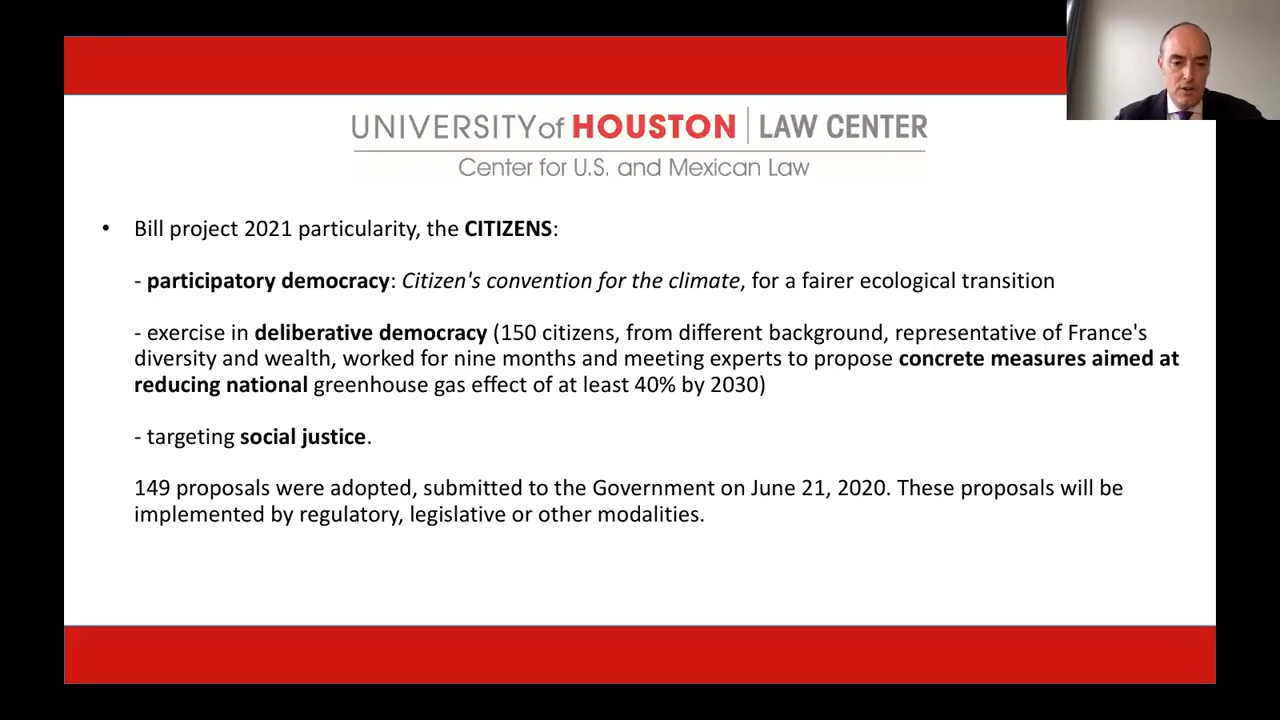 UNIVERSITY of HOUSTON | LAW CENTER
Center for U.S. and Mexican Law
• Bill project 2021 particularity, the CITIZENS:
- participatory democracy: Citizen's convention for the climate, for a fairer ecological transition
- exercise in deliberative democracy (150 citizens, from different background, representative of France's
diversity and wealth, worked for nine months and meeting experts to propose concrete measures aimed at
reducing national greenhouse gas effect of at least 40% by 2030)
- targeting social justice.
149 proposals were adopted, submitted to the Government on June 21, 2020. These proposals will be
implemented by regulatory, legislative or other modalities.